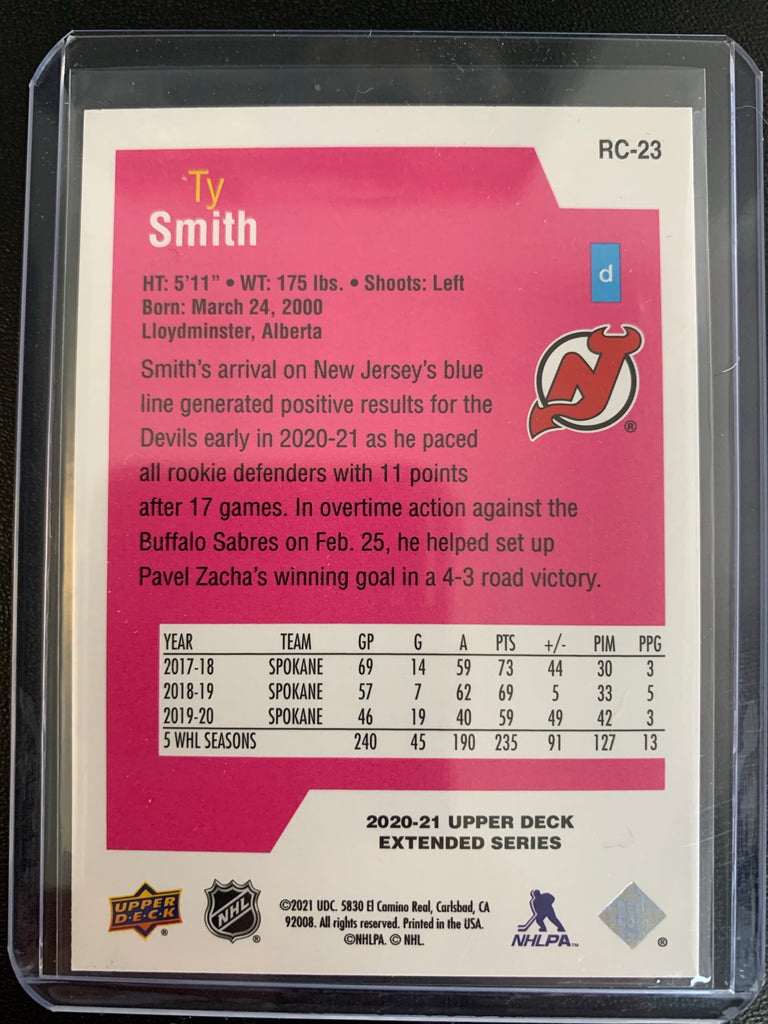 RC-23
Ty
Smith
d
HT: 5'11" • WT: 175 lbs. • Shoots: Left
Born: March 24, 2000
Lloydminster, Alberta
Smith's arrival on New Jersey's blue
line generated positive results for the
Devils early in 2020-21 as he paced
all rookie defenders with 11 points
after 17 games. In overtime action against the
Buffalo Sabres on Feb. 25, he helped set up
Pavel Zacha's winning goal in a 4-3 road victory.
®
YEAR TEAM GP G A PTS +/- PIM PPG
2017-18 SPOKANE 69 14 59 73 44 30 3
2018-19 SPOKANE 57 7 62 69 5 33 5
2019-20 SPOKANE 46 19 40 59 49 42 3
5 WHL SEASONS 240 45 190 235 91 127 13
2020-21 UPPER DECK
EXTENDED SERIES
UPPER
D·E·C·K
®
NHL
®
©2021 UDC. 5830 El Camino Real, Carlsbad, CA
92008. All rights reserved. Printed in the USA.
©NHLPA. © NHL.
NHLPA™
®